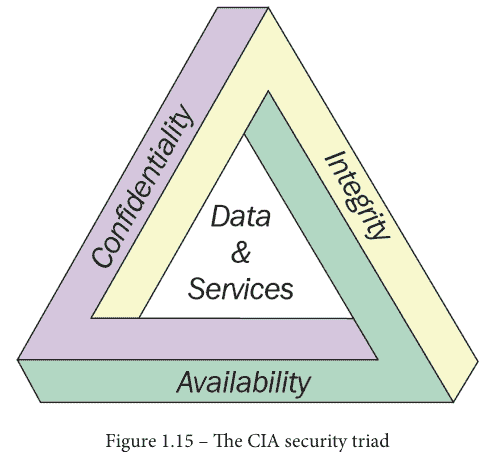 Confidentiality
Integrity
Data
&
Services
Availability
Figure 1.15 – The CIA security triad